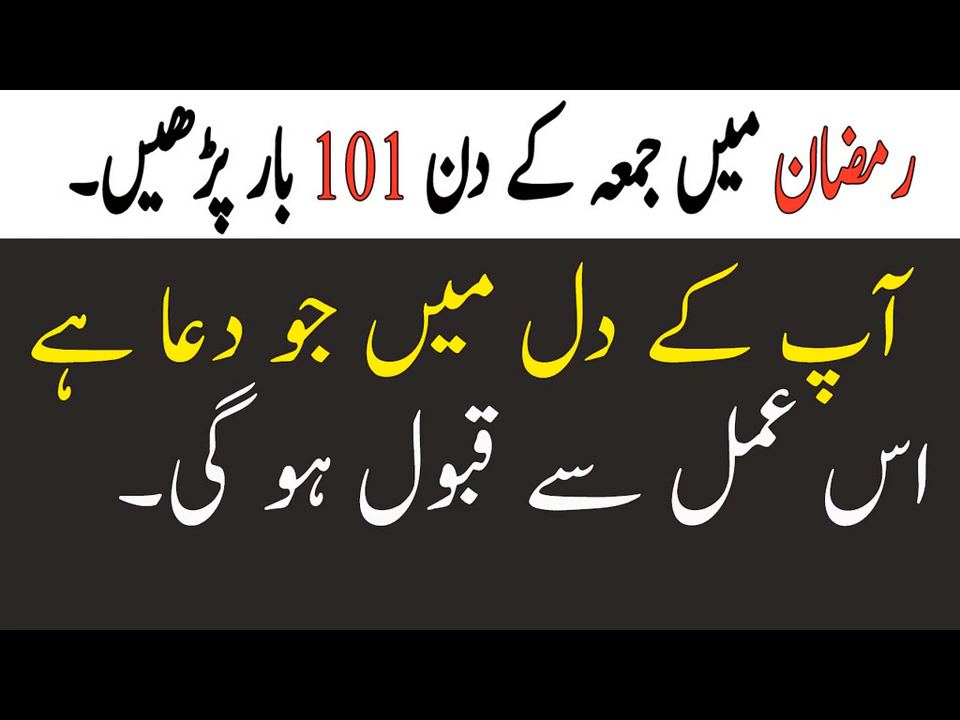 رمضان میں جمعہ کے دن 101 بار پڑھیں۔
آپ کے دل میں جو دعا ہے
اس عمل سے قبول ہو گی۔